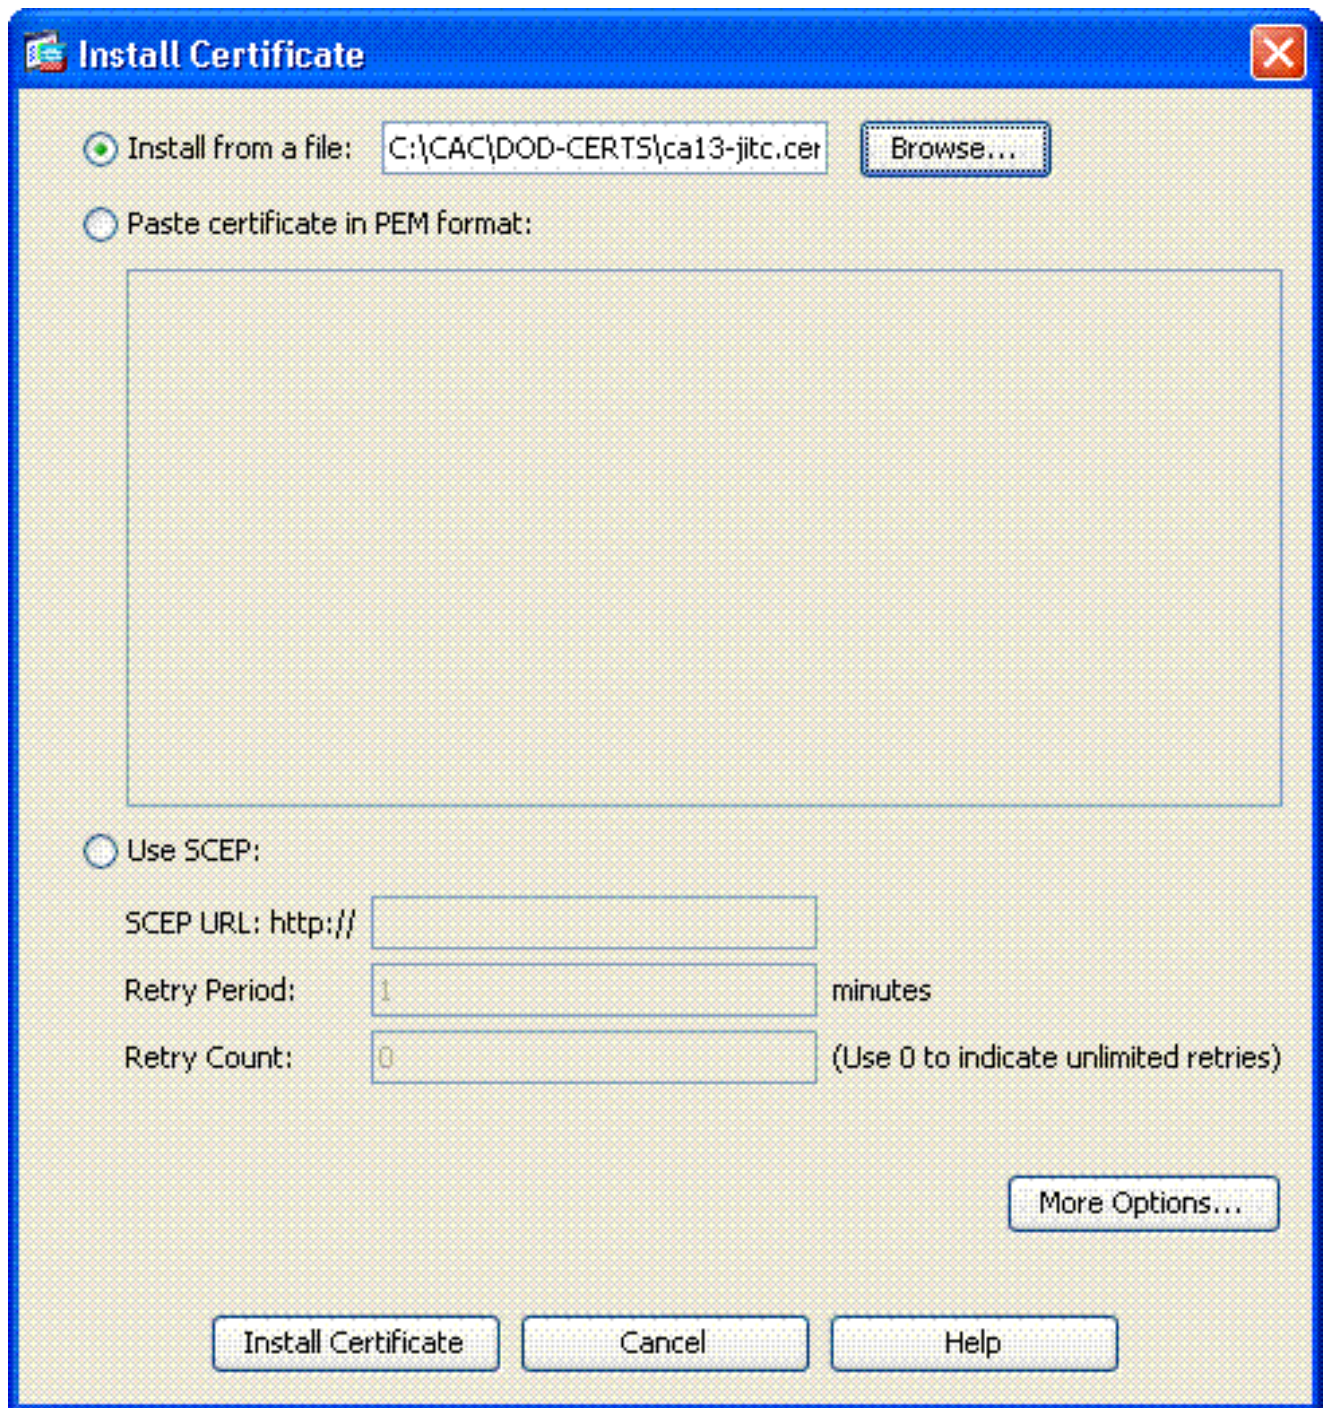 Install Certificate
Install from a file: C:\CAC\DOD-CERTS\ca13-jitc.cer Browse...
Paste certificate in PEM format:
Use SCEP:
SCEP URL: http://
Retry Period: 1 minutes
Retry Count: 0 (Use 0 to indicate unlimited retries)
More Options...
Install Certificate Cancel Help